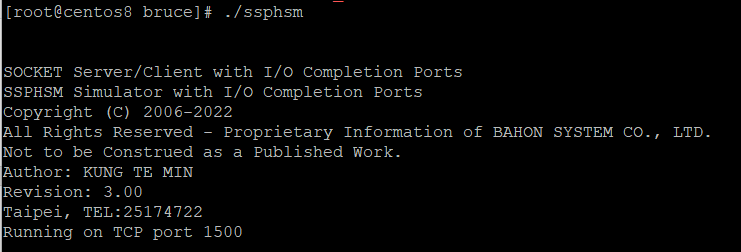 [root@centos8 bruce]# ./ssphsm
SOCKET Server/Client with I/O Completion Ports
SSPHSM Simulator with I/O Completion Ports
Copyright (C) 2006-2022
All Rights Reserved - Proprietary Information of BAHON SYSTEM CO., LTD.
Not to be Construed as a Published Work.
Author: KUNG TE MIN
Revision: 3.00
Taipei, TEL:25174722
Running on TCP port 1500